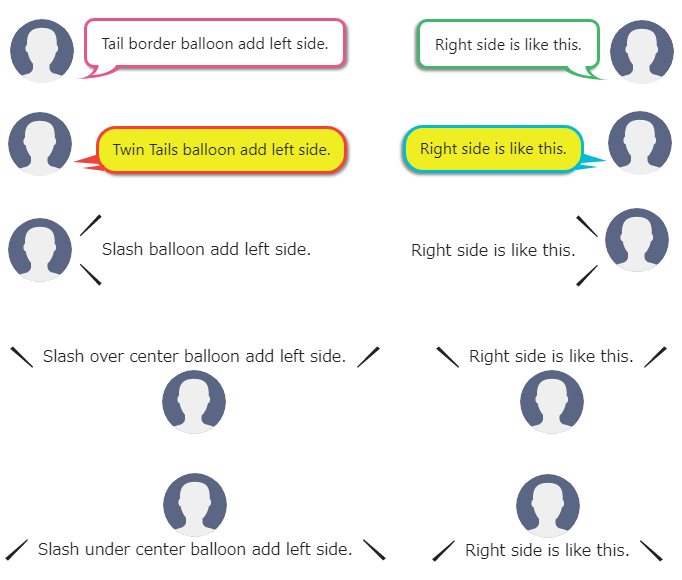 Tail border balloon add left side.
Right side is like this.
Twin Tails balloon add left side.
Right side is like this.
Slash balloon add left side.
Right side is like this.
Slash over center balloon add left side.
Right side is like this.
Slash under center balloon add left side.
Right side is like this.